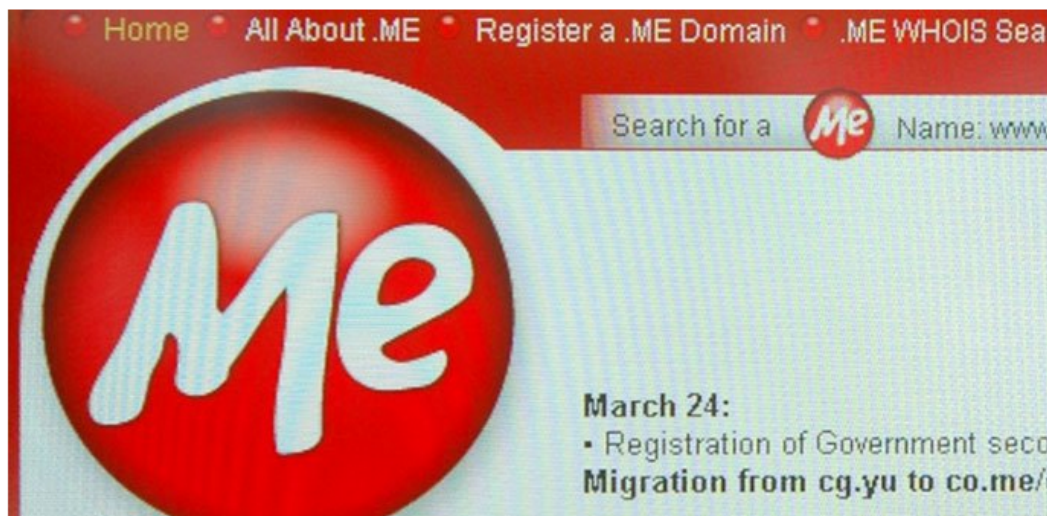 Home All About .ME Register a .ME Domain .ME WHOIS
Search for a Me Name: www
Me
March 24:
▪ Registration of Government
Migration from cg.yu to co.me/